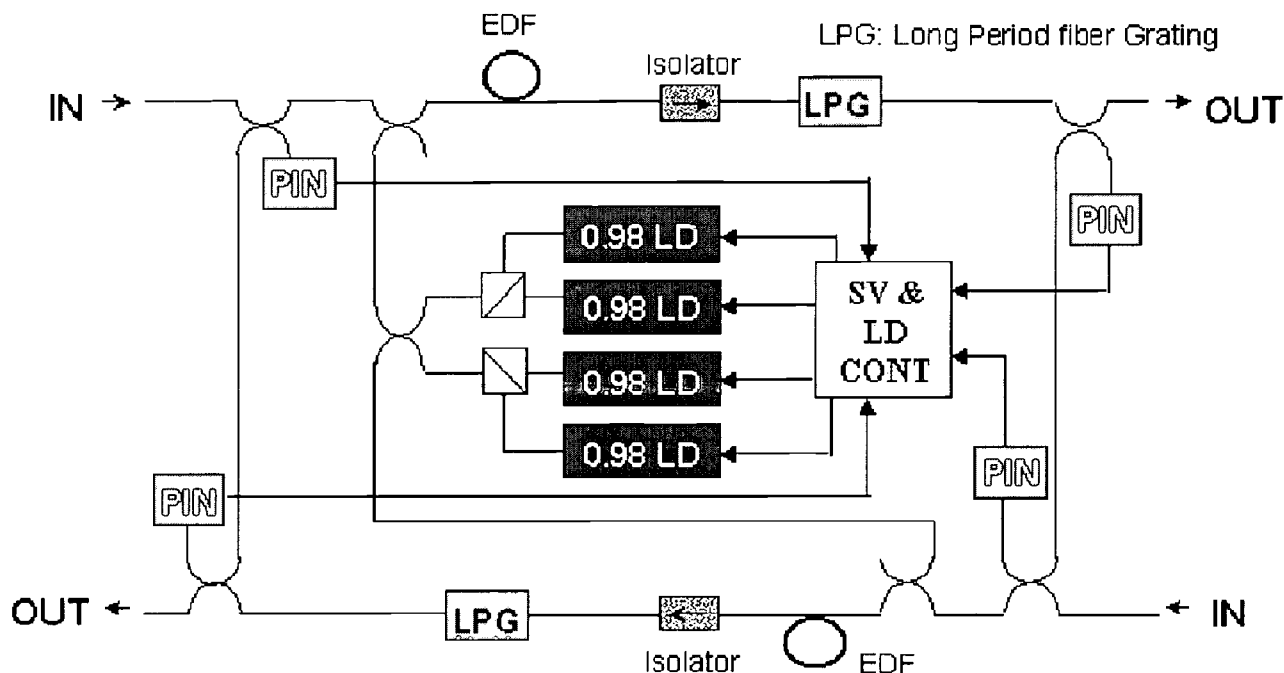 EDF
LPG: Long Period fiber Grating
Isolator
IN
LPG
OUT
PIN
PIN
0.98 LD
0.98 LD
SV &
LD
CONT
0.98 LD
0.98 LD
PIN
PIN
OUT
LPG
IN
Isolator
EDF